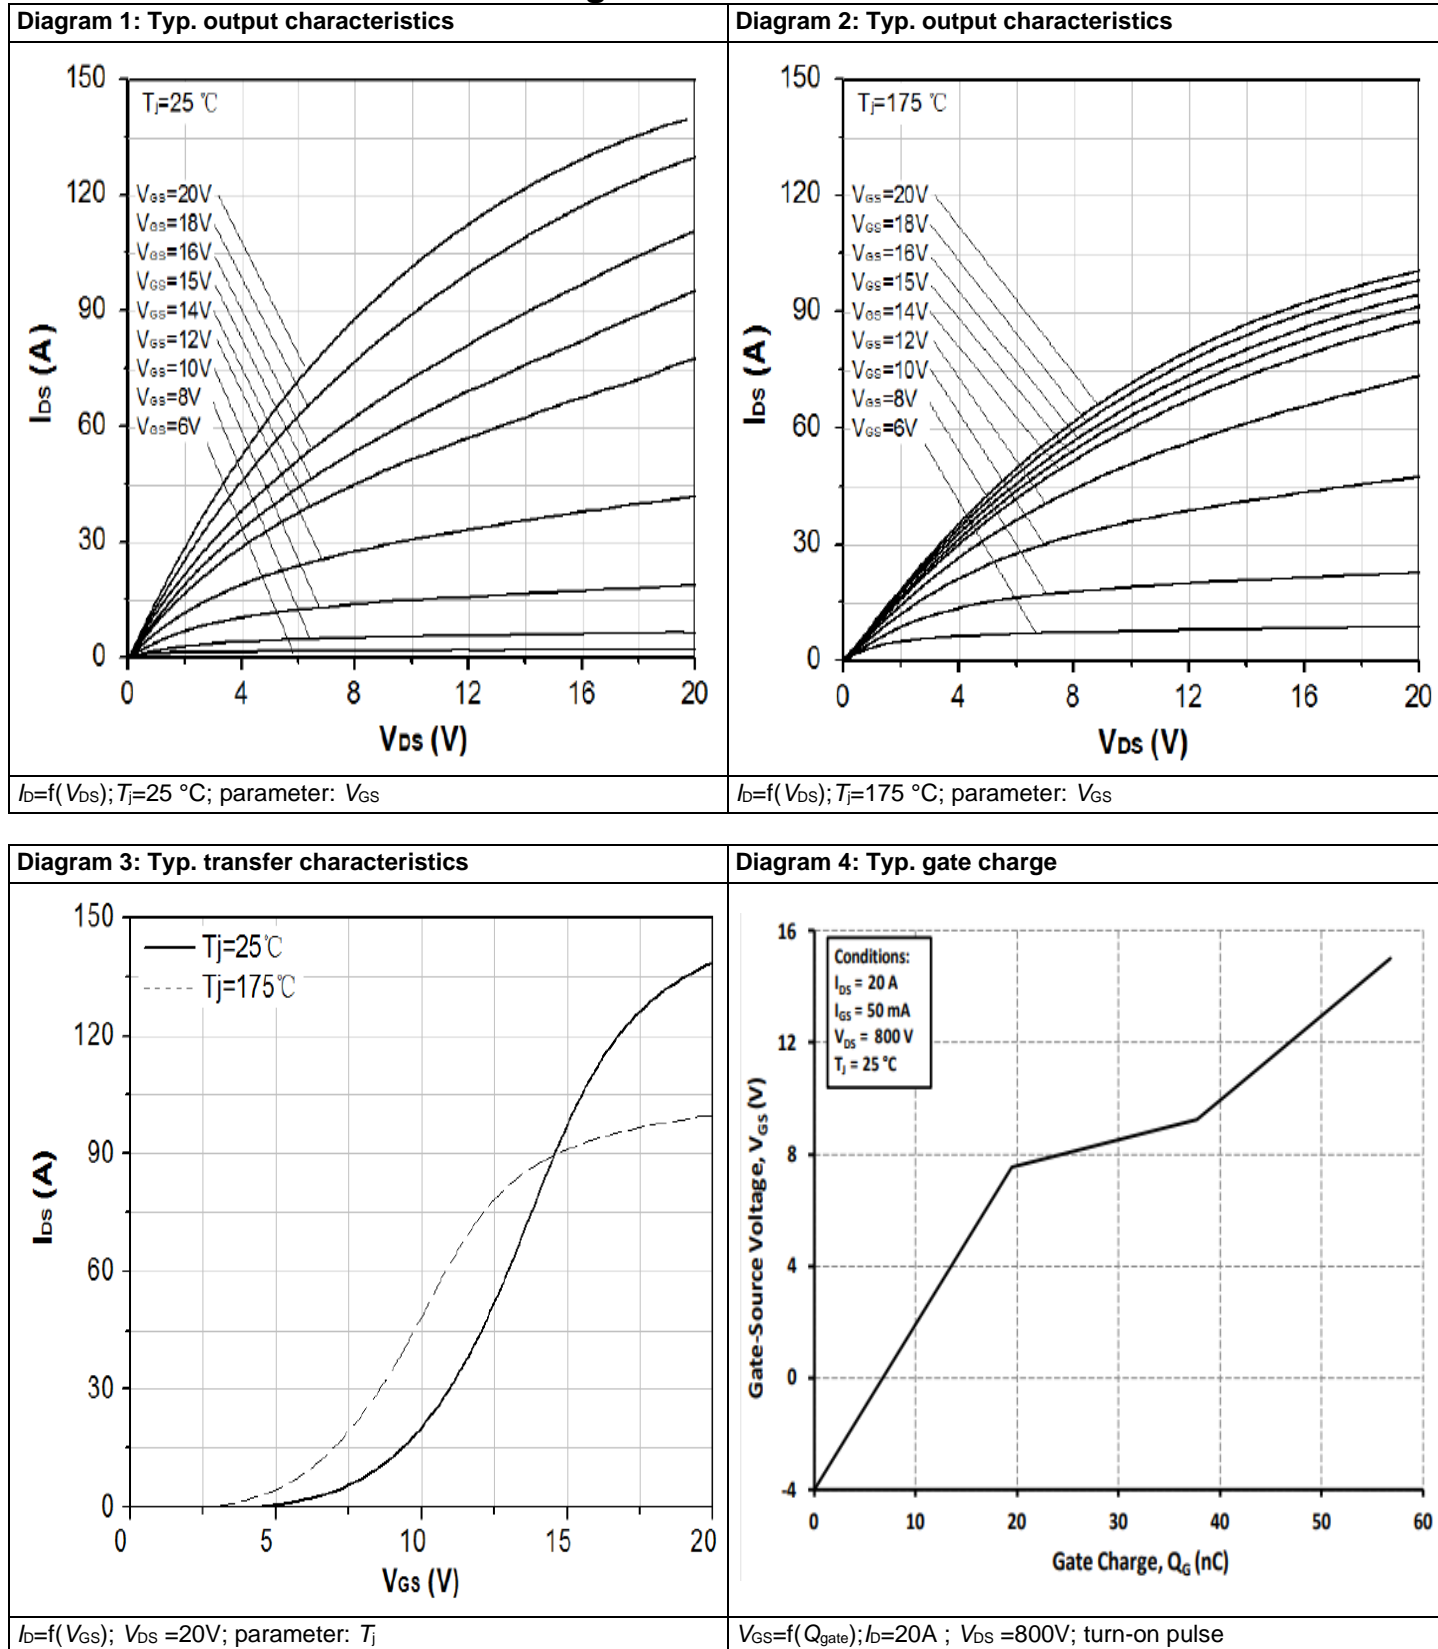 Diagram 1: Typ. output characteristics
Diagram 2: Typ. output characteristics
150
120
90
60
30
0
Tj=25 ℃
VGS=20V
VGS=18V
VGS=16V
VGS=15V
VGS=14V
VGS=12V
VGS=10V
VGS=8V
VGS=6V
IDS (A)
0 4 8 12 16 20
VDS (V)
150
120
90
60
30
0
Tj=175 ℃
VGS=20V
VGS=18V
VGS=16V
VGS=15V
VGS=14V
VGS=12V
VGS=10V
VGS=8V
VGS=6V
IDS (A)
0 4 8 12 16 20
VDS (V)
ID=f(VDS);Tj=25 °C; parameter: VGS
ID=f(VDS);Tj=175 °C; parameter: VGS
Diagram 3: Typ. transfer characteristics
Diagram 4: Typ. gate charge
150
120
90
60
30
0
Tj=25℃
Tj=175℃
IDS (A)
0 5 10 15 20
VGS (V)
16
12
8
4
0
-4
Conditions:
IDS = 20 A
IGS = 50 mA
VDS = 800 V
TJ = 25 °C
Gate-Source Voltage, VGS (V)
0 10 20 30 40 50 60
Gate Charge, QG (nC)
ID=f(VGS); VDS =20V; parameter: Tj
VGS=f(Qgate);ID=20A ; VDS =800V; turn-on pulse